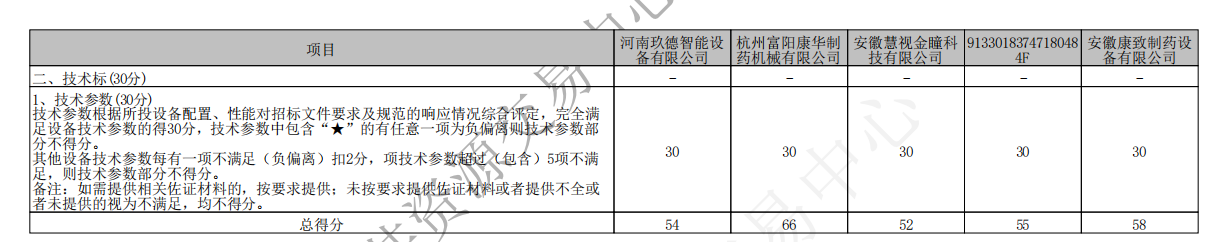 项目 河南玖德智能设备有限公司 杭州富阳康华制药机械有限公司 安徽慧视金瞳科技有限公司 91330183747180484F 安徽康致制药设备有限公司
二、技术标(30分) － － － － －
1、技术参数(30分)
技术参数根据所投设备配置、性能对招标文件要求及规范的响应情况综合评定，完全满
足设备技术参数的得30分，技术参数中包含“★”的有任意一项为负偏离则技术参数部
分不得分。
其他设备技术参数每有一项不满足（负偏离）扣2分，项技术参数超过（包含）5项不满
足，则技术参数部分不得分。
备注：如需提供相关佐证材料的，按要求提供；未按要求提供佐证材料或者提供不全或
者未提供的视为不满足，均不得分。
30 30 30 30 30
总得分 54 66 52 55 58
资源交易中心
易中心